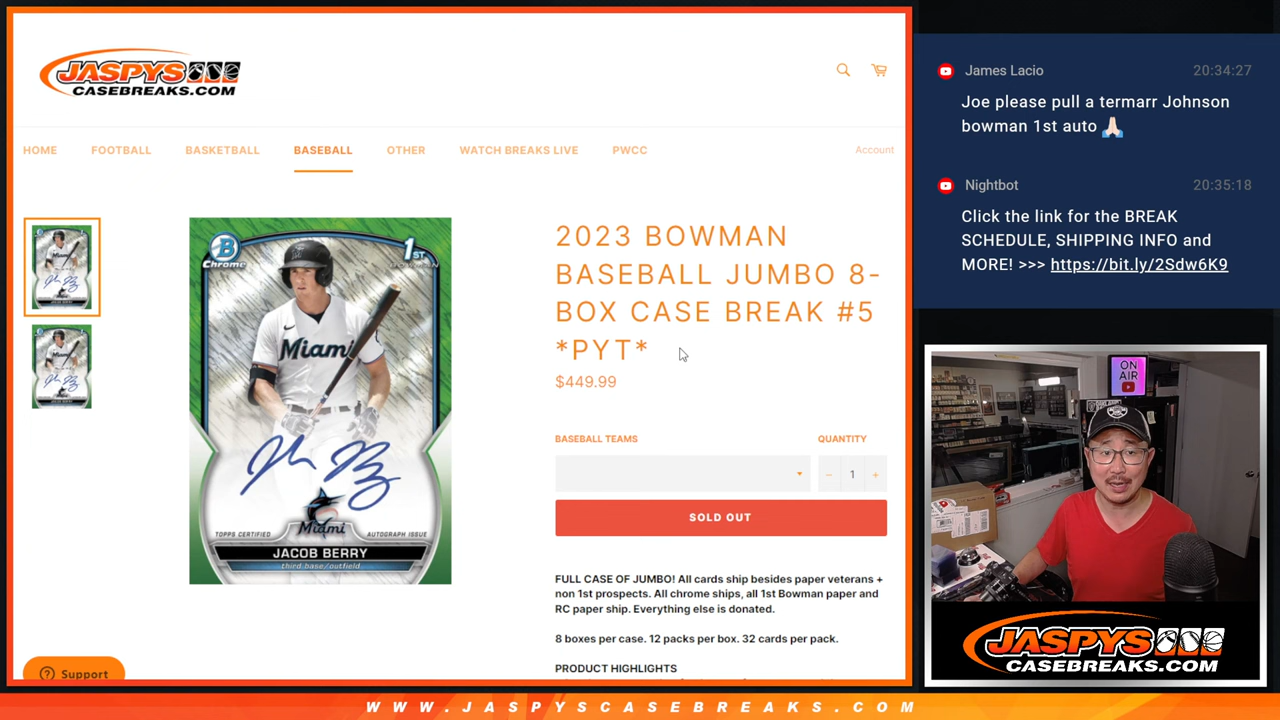 JASPYS
CASEBREAKS.COM
HOME
FOOTBALL
BASKETBALL
BASEBALL
OTHER
WATCH BREAKS LIVE
PWCC
Account
B
Chrome
1ST
Miami
Miami
TOPPS CERTIFIED
AUTOGRAPH ISSUE
JACOB BERRY
third base/outfield
2023 BOWMAN
BASEBALL JUMBO 8-
BOX CASE BREAK #5
*PYT*
$449.99
BASEBALL TEAMS
QUANTITY
− 1 +
SOLD OUT
FULL CASE OF JUMBO! All cards ship besides paper veterans +
non 1st prospects. All chrome ships, all 1st Bowman paper and
RC paper ship. Everything else is donated.
8 boxes per case. 12 packs per box. 32 cards per pack.
PRODUCT HIGHLIGHTS
Support
James Lacio 20:34:27
Joe please pull a termarr Johnson
bowman 1st auto 🙏🏻
Nightbot 20:35:18
Click the link for the BREAK
SCHEDULE, SHIPPING INFO and
MORE! >>> https://bit.ly/2Sdw6K9
ON
AIR
JASPYS
CASEBREAKS.COM
WWW.JASPYSCASEBREAKS.COM